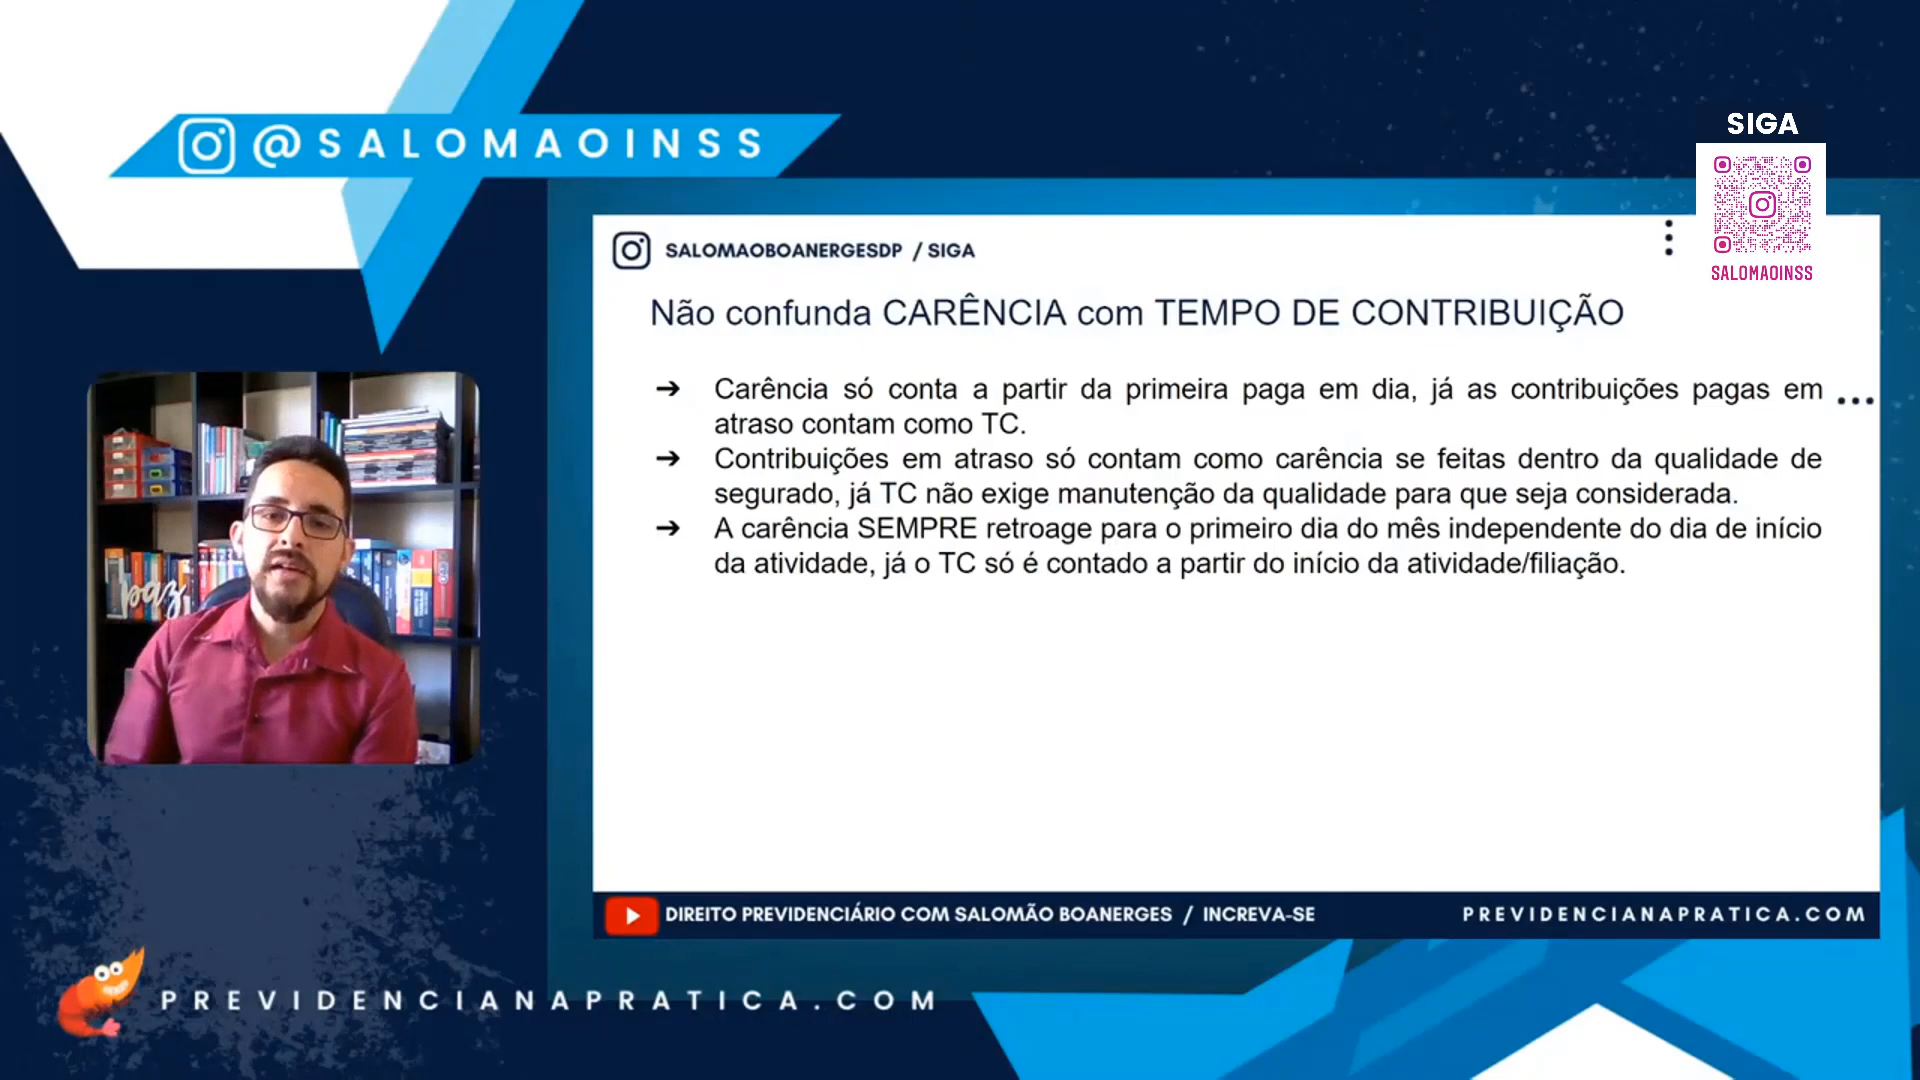 @SALOMAOINSS
SIGA
SALOMAOINSS
SALOMAOBOANERGESDP / SIGA
Não confunda CARÊNCIA com TEMPO DE CONTRIBUIÇÃO
➔ Carência só conta a partir da primeira paga em dia, já as contribuições pagas em
atraso contam como TC.
➔ Contribuições em atraso só contam como carência se feitas dentro da qualidade de
segurado, já TC não exige manutenção da qualidade para que seja considerada.
➔ A carência SEMPRE retroage para o primeiro dia do mês independente do dia de início
da atividade, já o TC só é contado a partir do início da atividade/filiação.
paz
DIREITO PREVIDENCIÁRIO COM SALOMÃO BOANERGES / INCREVA-SE
PREVIDENCIANAPRATICA.COM
PREVIDENCIANAPRATICA.COM